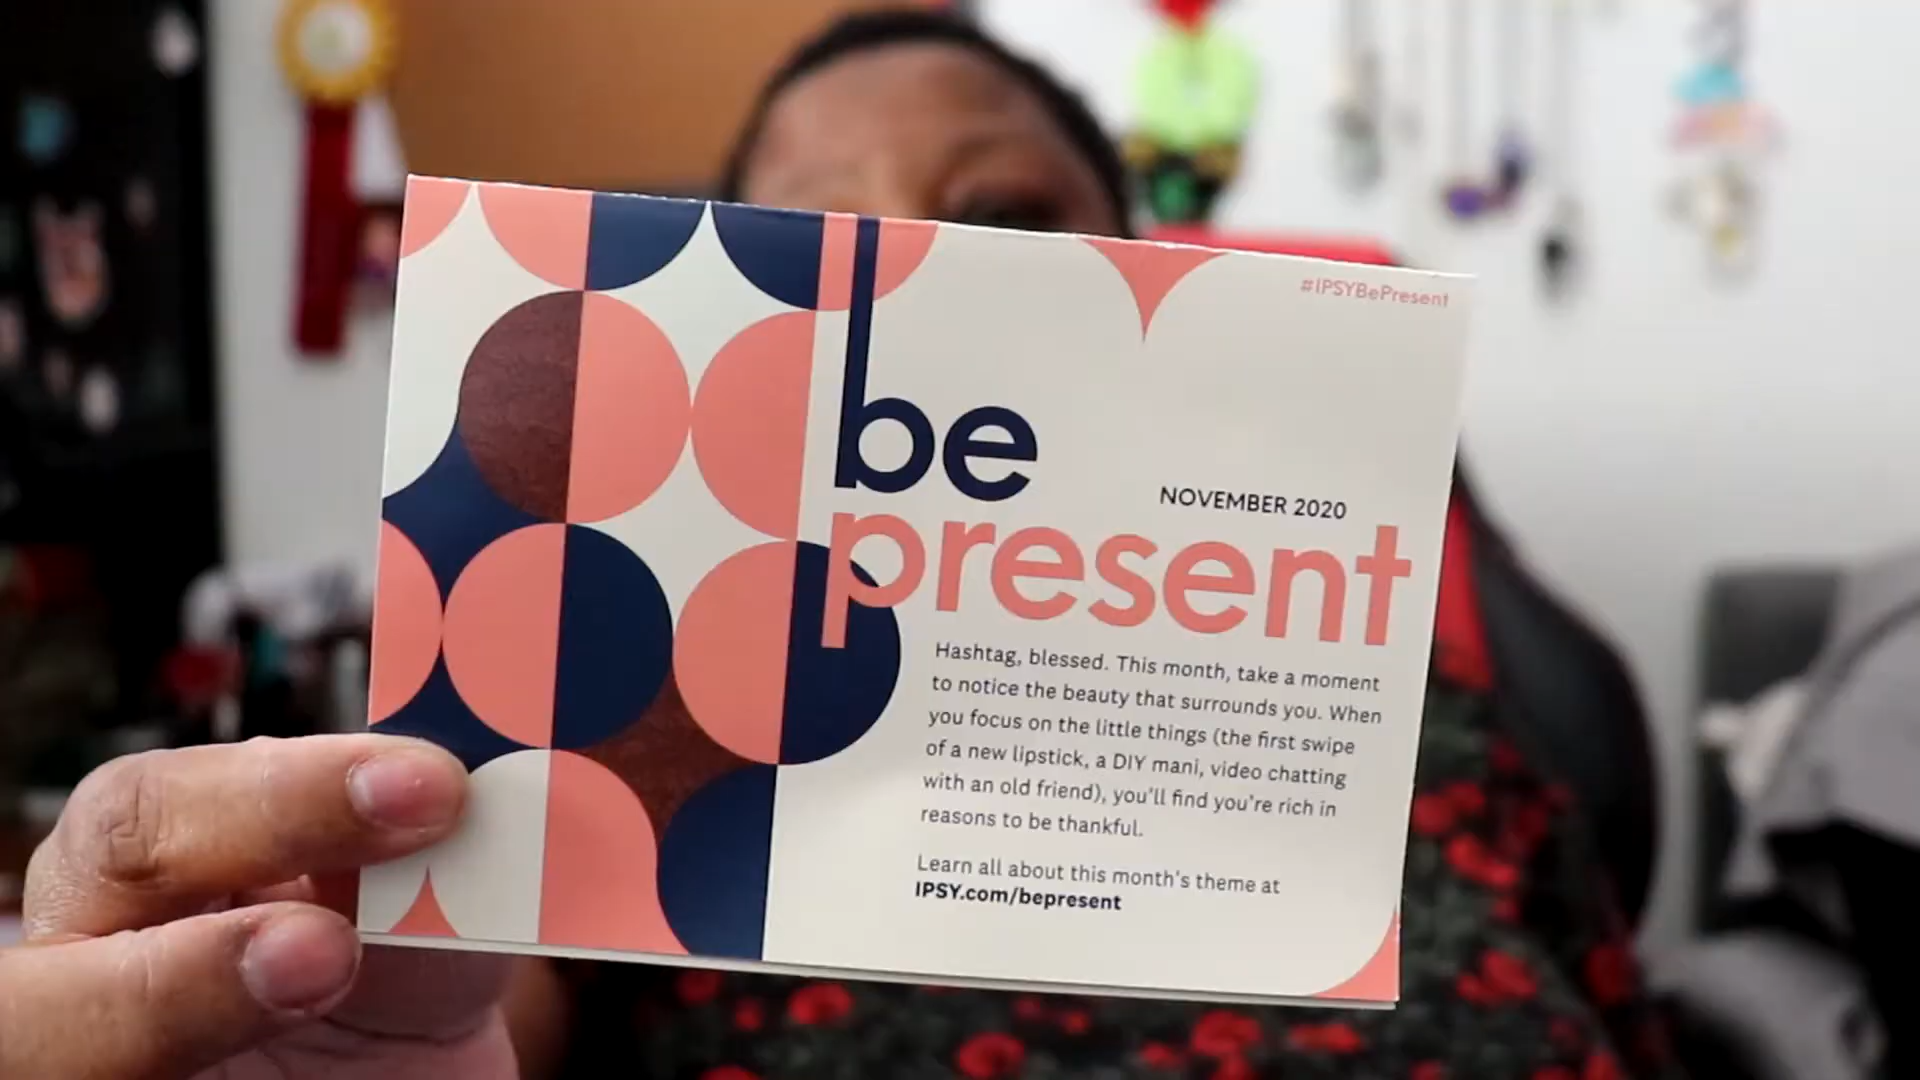 #IPSYBePresent
be
NOVEMBER 2020
present
Hashtag, blessed. This month, take a moment
to notice the beauty that surrounds you. When
you focus on the little things (the first swipe
of a new lipstick, a DIY mani, video chatting
with an old friend), you'll find you're rich in
reasons to be thankful.
Learn all about this month's theme at
IPSY.com/bepresent